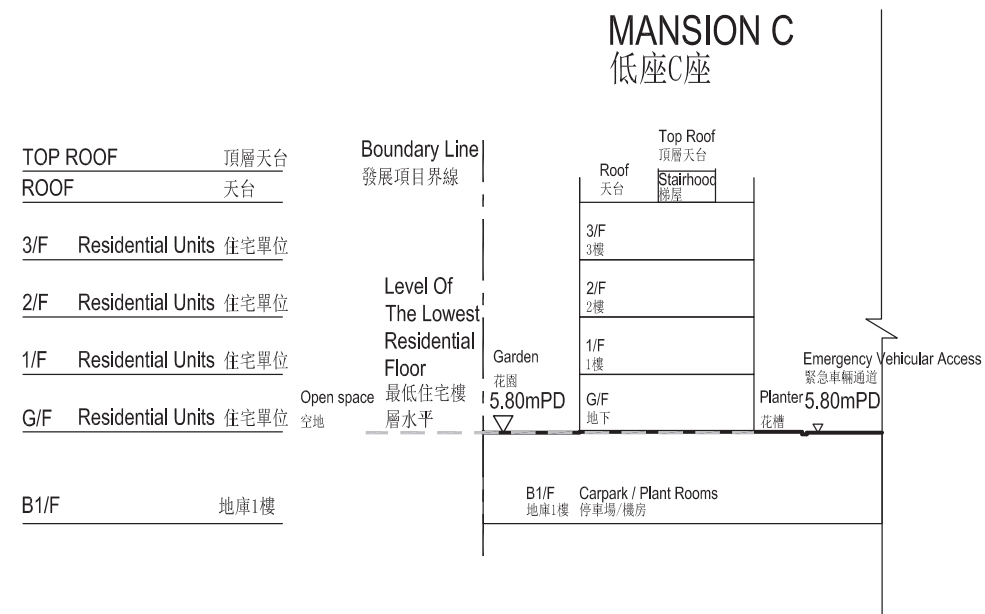 MANSION C
低座C座
TOP ROOF 頂層天台
ROOF 天台
3/F Residential Units 住宅單位
2/F Residential Units 住宅單位
1/F Residential Units 住宅單位
G/F Residential Units 住宅單位
B1/F 地庫1樓
Boundary Line
發展項目界線
Level Of
The Lowest
Residential
Floor
最低住宅樓
層水平
Open space
空地
Garden
花園
5.80mPD
Roof
天台
Top Roof
頂層天台
Stairhood
梯屋
3/F
3樓
2/F
2樓
1/F
1樓
G/F
地下
Planter
花槽
Emergency Vehicular Access
緊急車輛通道
5.80mPD
B1/F Carpark / Plant Rooms
地庫1樓 停車場/機房